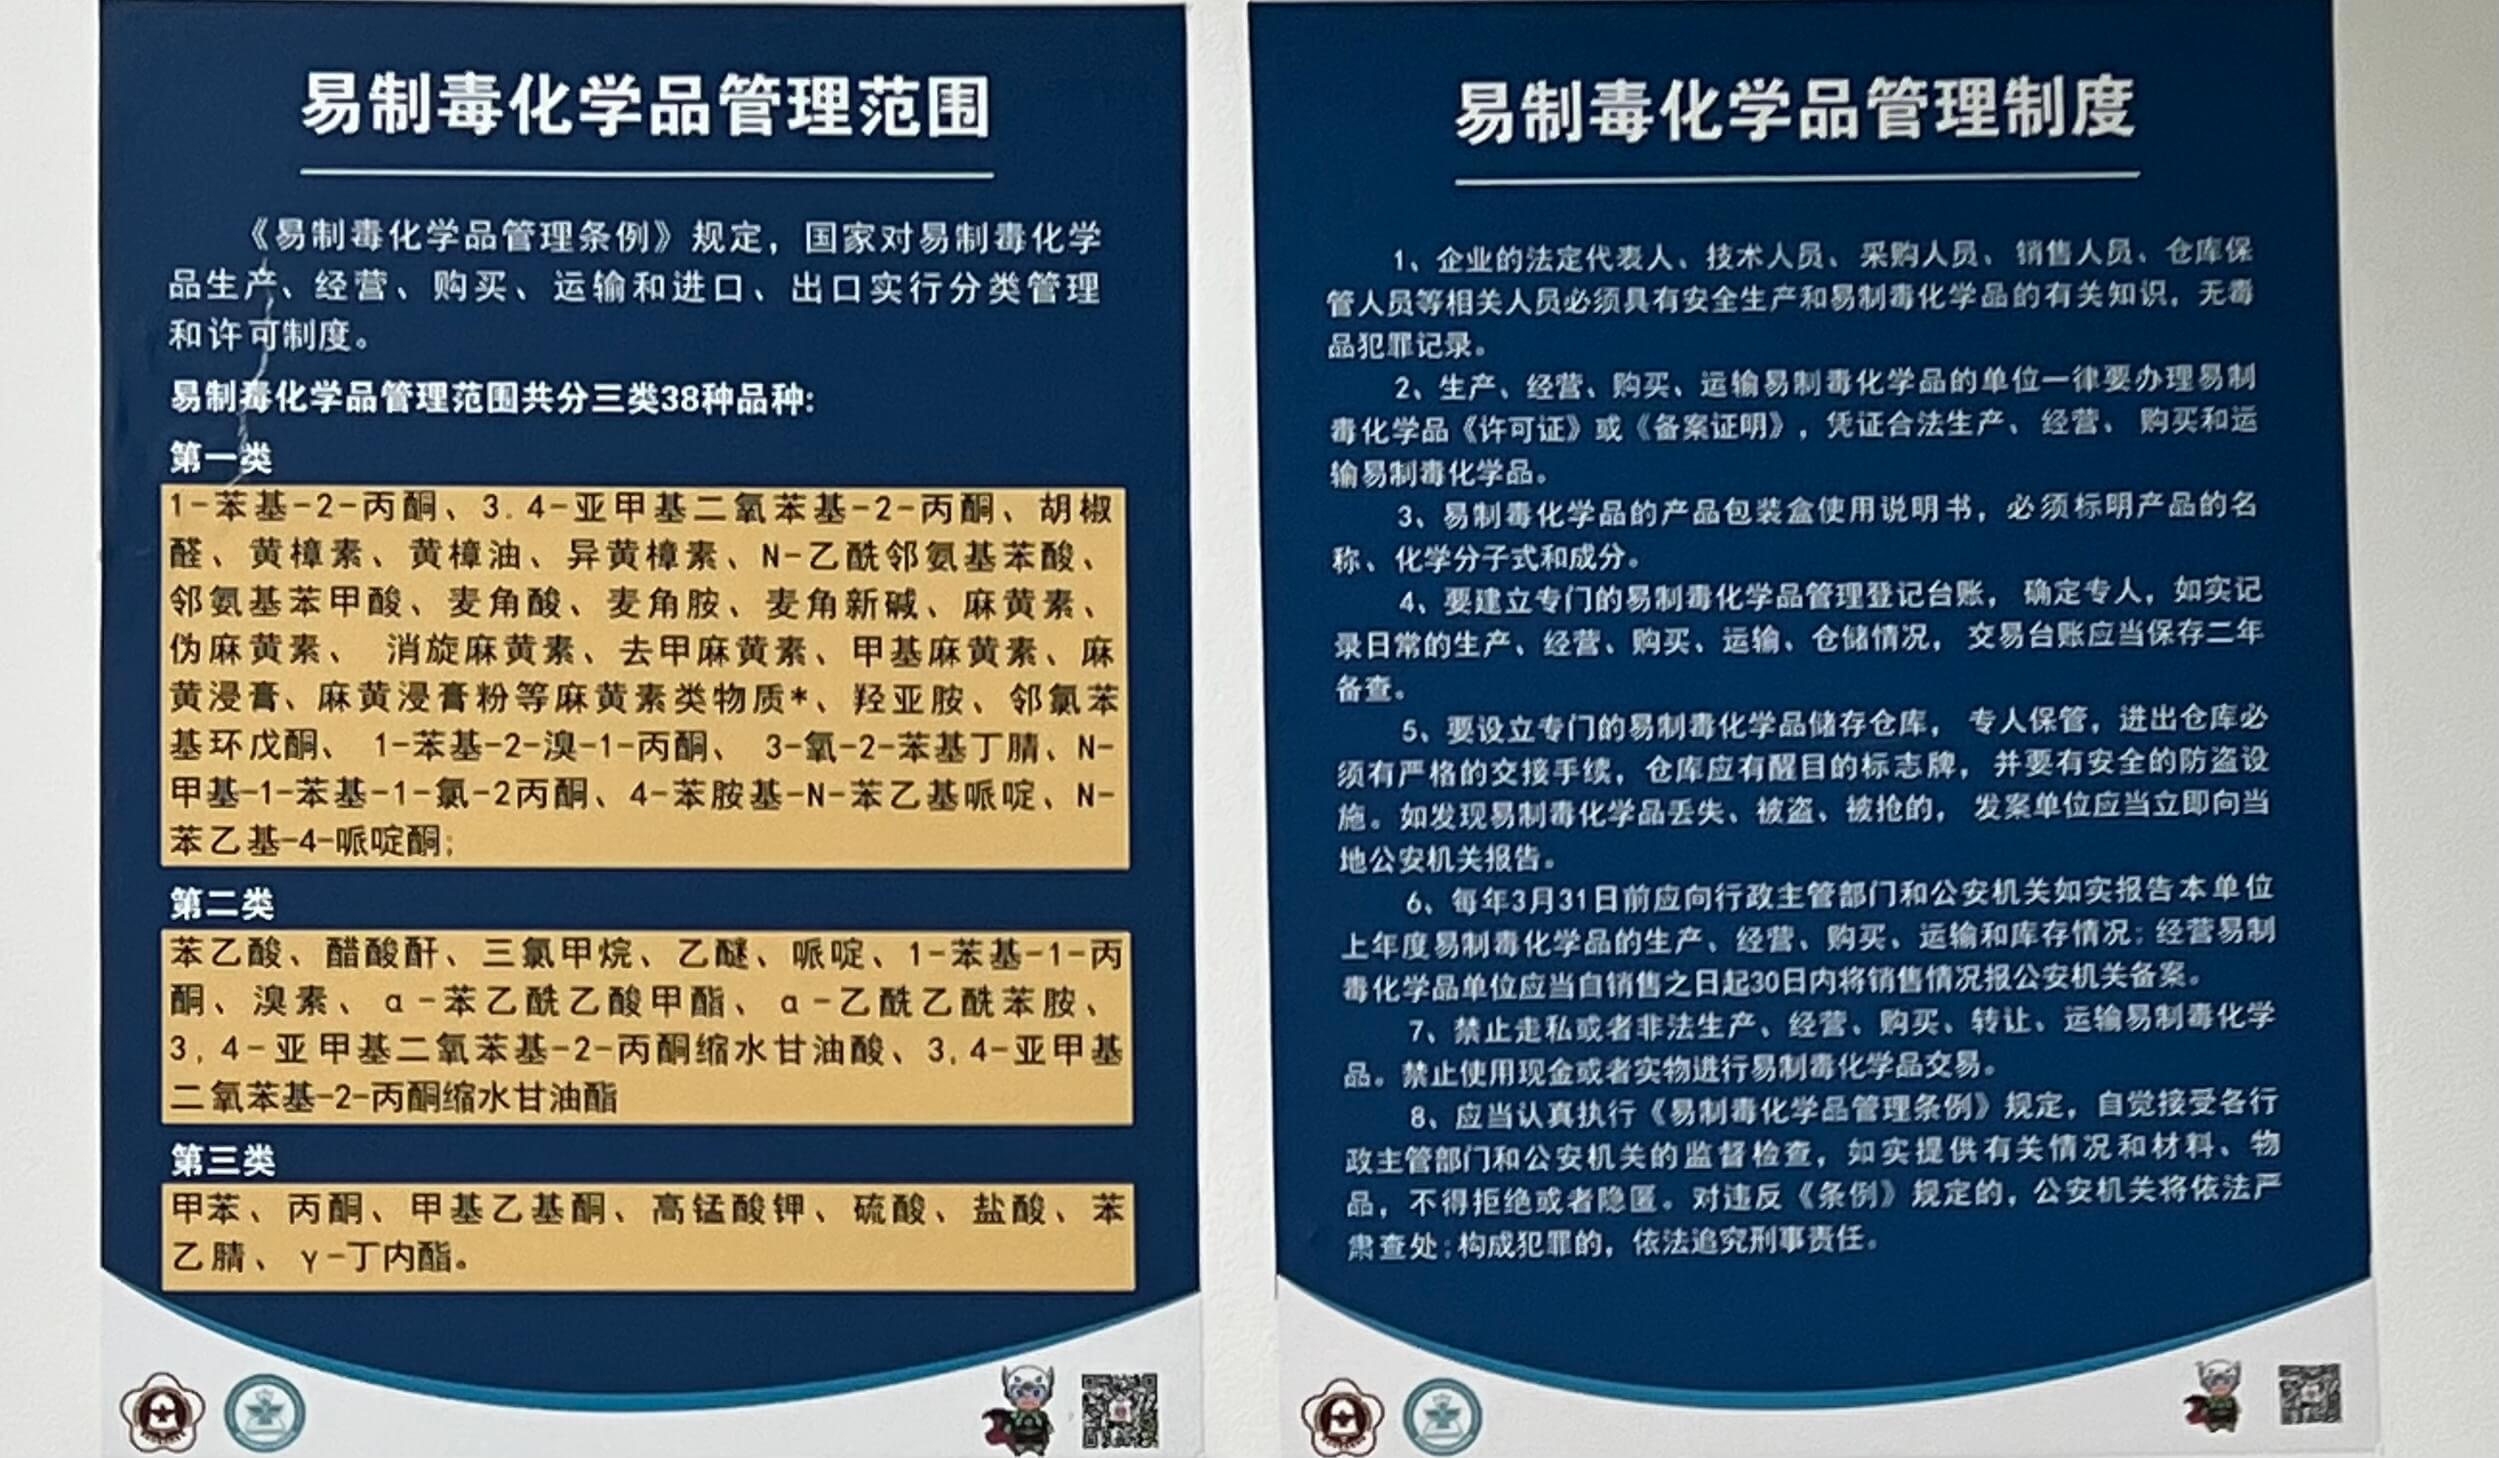 易制毒化学品管理范围
《易制毒化学品管理条例》规定，国家对易制毒化学
品生产、经营、购买、运输和进口、出口实行分类管理
和许可制度。
易制毒化学品管理范围共分三类38种品种:
第一类
1-苯基-2-丙酮、3.4-亚甲基二氧苯基-2-丙酮、胡椒
醛、黄樟素、黄樟油、异黄樟素、N-乙酰邻氨基苯酸、
邻氨基苯甲酸、麦角酸、麦角胺、麦角新碱、麻黄素、
伪麻黄素、 消旋麻黄素、去甲麻黄素、甲基麻黄素、麻
黄浸膏、麻黄浸膏粉等麻黄素类物质*、羟亚胺、邻氯苯
基环戊酮、 1-苯基-2-溴-1-丙酮、 3-氧-2-苯基丁腈、N-
甲基-1-苯基-1-氯-2丙酮、4-苯胺基-N-苯乙基哌啶、N-
苯乙基-4-哌啶酮;
第二类
苯乙酸、醋酸酐、三氯甲烷、乙醚、哌啶、1-苯基-1-丙
酮、溴素、α-苯乙酰乙酸甲酯、α-乙酰乙酰苯胺、
3,4-亚甲基二氧苯基-2-丙酮缩水甘油酸、3,4-亚甲基
二氧苯基-2-丙酮缩水甘油酯
第三类
甲苯、丙酮、甲基乙基酮、高锰酸钾、硫酸、盐酸、苯
乙腈、γ-丁内酯。
易制毒化学品管理制度
1、企业的法定代表人、技术人员、采购人员、销售人员、仓库保
管人员等相关人员必须具有安全生产和易制毒化学品的有关知识，无毒
品犯罪记录。
2、生产、经营、购买、运输易制毒化学品的单位一律要办理易制
毒化学品《许可证》或《备案证明》，凭证合法生产、经营、购买和运
输易制毒化学品。
3、易制毒化学品的产品包装盒使用说明书，必须标明产品的名
称、化学分子式和成分。
4、要建立专门的易制毒化学品管理登记台账，确定专人，如实记
录日常的生产、经营、购买、运输、仓储情况，交易台账应当保存二年
备查。
5、要设立专门的易制毒化学品储存仓库，专人保管，进出仓库必
须有严格的交接手续，仓库应有醒目的标志牌，并要有安全的防盗设
施。如发现易制毒化学品丢失、被盗、被抢的，发案单位应当立即向当
地公安机关报告。
6、每年3月31日前应向行政主管部门和公安机关如实报告本单位
上年度易制毒化学品的生产、经营、购买、运输和库存情况;经营易制
毒化学品单位应当自销售之日起30日内将销售情况报公安机关备案。
7、禁止走私或者非法生产、经营、购买、转让、运输易制毒化学
品。禁止使用现金或者实物进行易制毒化学品交易。
8、应当认真执行《易制毒化学品管理条例》规定，自觉接受各行
政主管部门和公安机关的监督检查，如实提供有关情况和材料、物
品，不得拒绝或者隐匿。对违反《条例》规定的，公安机关将依法严
肃查处;构成犯罪的，依法追究刑事责任。